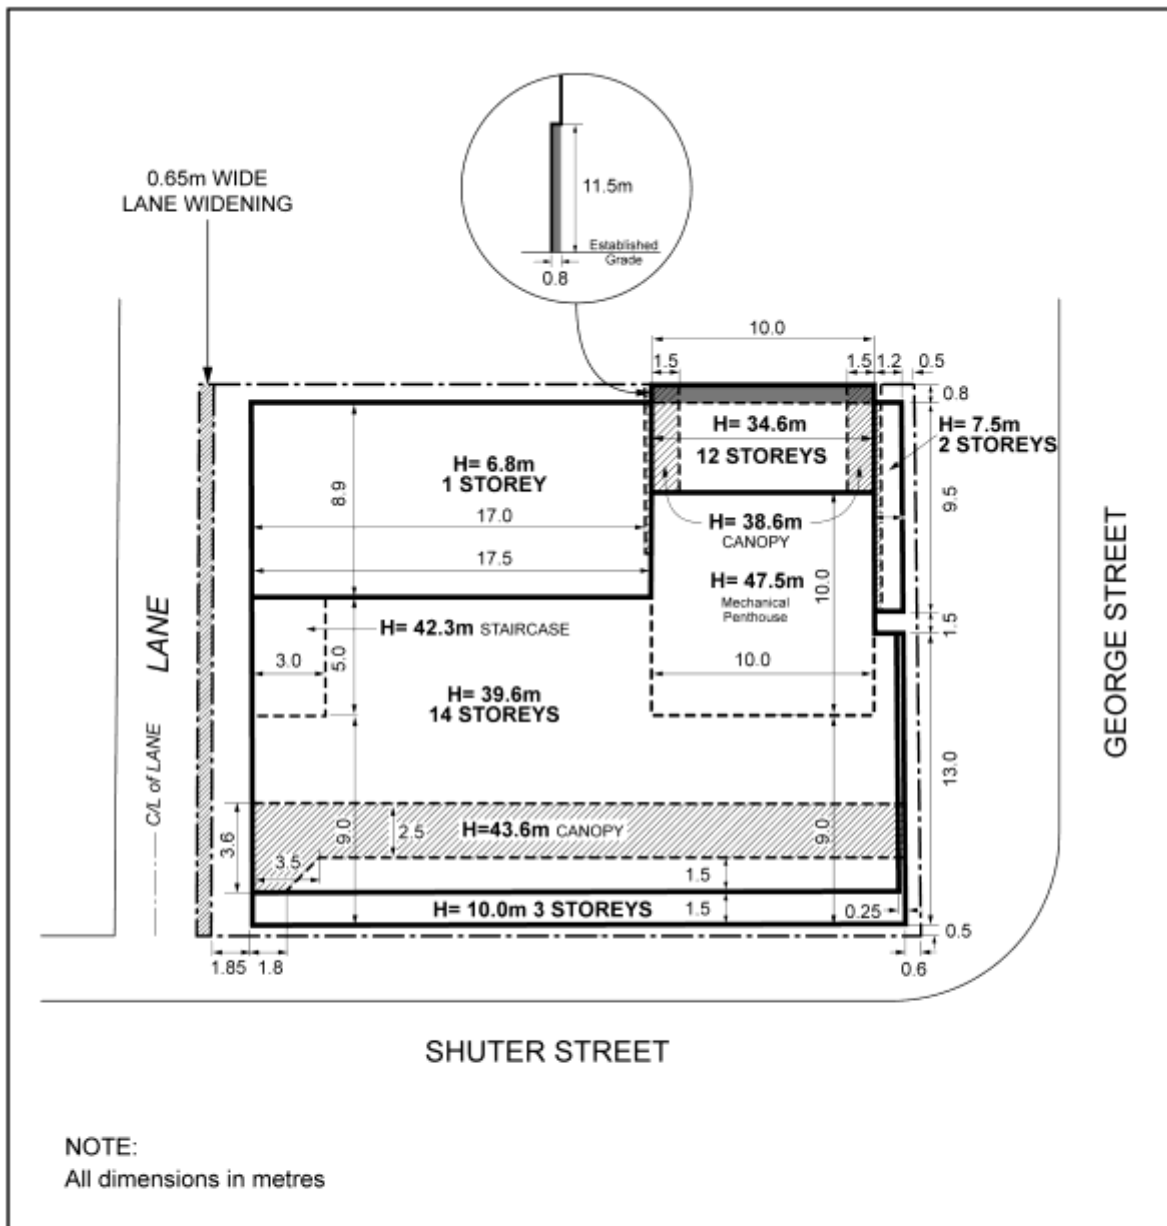 0.65m WIDE
LANE WIDENING
11.5m
Established
Grade
0.8
10.0
1.5
1.5
1.2
0.5
0.8
H= 34.6m
12 STOREYS
H= 7.5m
2 STOREYS
H= 6.8m
1 STOREY
8.9
9.5
17.0
H= 38.6m
CANOPY
17.5
H= 47.5m
Mechanical
Penthouse
10.0
1.5
LANE
H= 42.3m STAIRCASE
5.0
3.0
10.0
H= 39.6m
14 STOREYS
GEORGE STREET
C/L of LANE
13.0
3.6
9.0
2.5
H=43.6m CANOPY
9.0
3.5
1.5
H= 10.0m 3 STOREYS
1.5
0.25
0.5
1.85
1.8
0.6
SHUTER STREET
NOTE:
All dimensions in metres